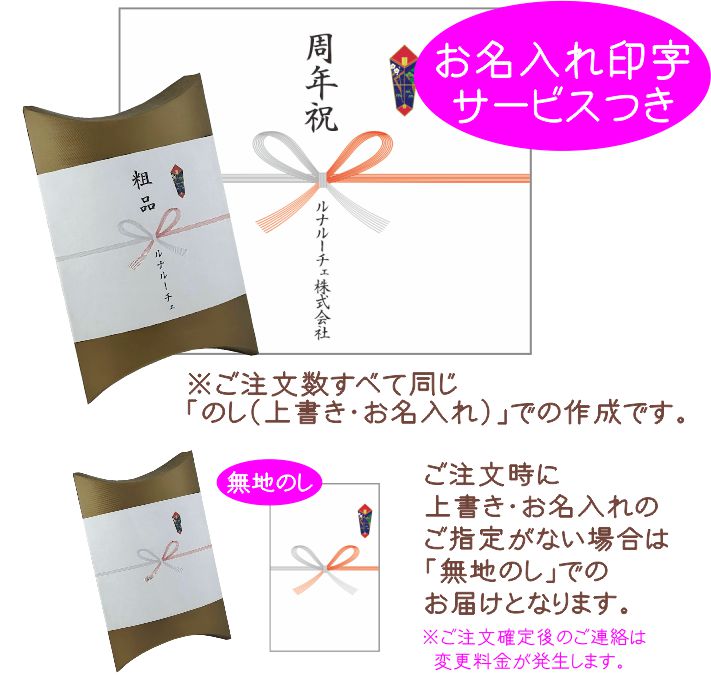 お名入れ印字
サービスつき
周年祝
ルナルーチェ株式会社
粗品
ルナルーチェ
※ご注文数すべて同じ
「のし(上書き・お名入れ)」での作成です。
無地のし
ご注文時に
上書き・お名入れの
ご指定がない場合は
「無地のし」での
お届けとなります。
※ご注文確定後のご連絡は
変更料金が発生します。